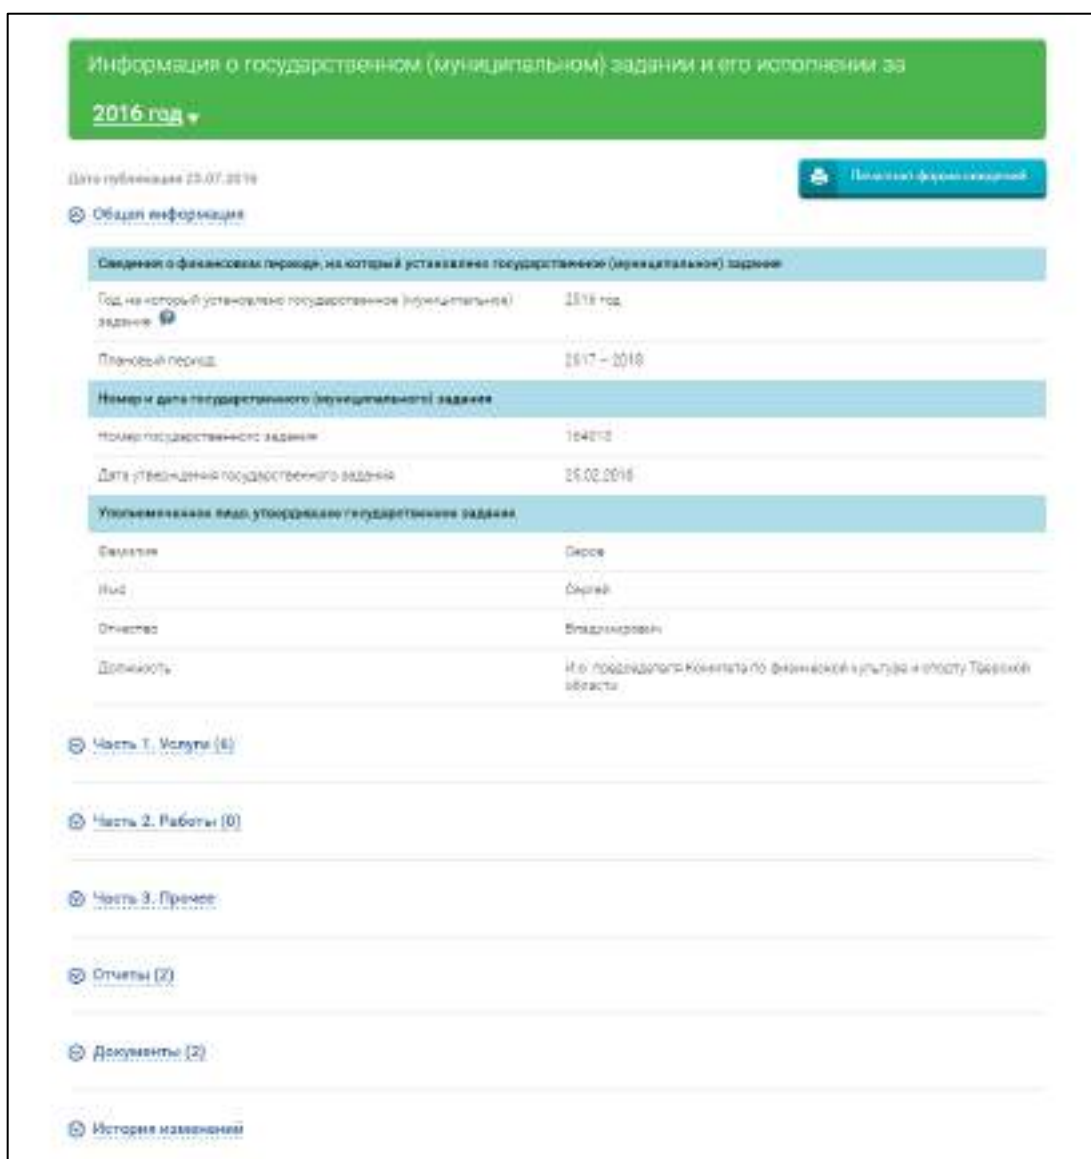 Информация о государственном (муниципальном) задании и его исполнении за
2016 год
Дата публикации 25.07.2016
Печатная форма сведений
Общая информация
Сведения о финансовом периоде, на который установлено государственное (муниципальное) задание
Год на который установлено государственное (муниципальное) 2016 год
задание
Плановый период 2017 – 2018
Номер и дата государственного (муниципального) задания
Номер государственного задания
Дата утверждения государственного задания 25.02.2016
Уполномоченное лицо, утвердившее государственное задание
Фамилия Серов
Имя Сергей
Отчество Владимирович
Должность И.о. председателя Комитета по физической культуре и спорту Тверской
области
Часть 1. Услуги (6)
Часть 2. Работы (0)
Часть 3. Прочее
Отчеты (2)
Документы (2)
История изменений